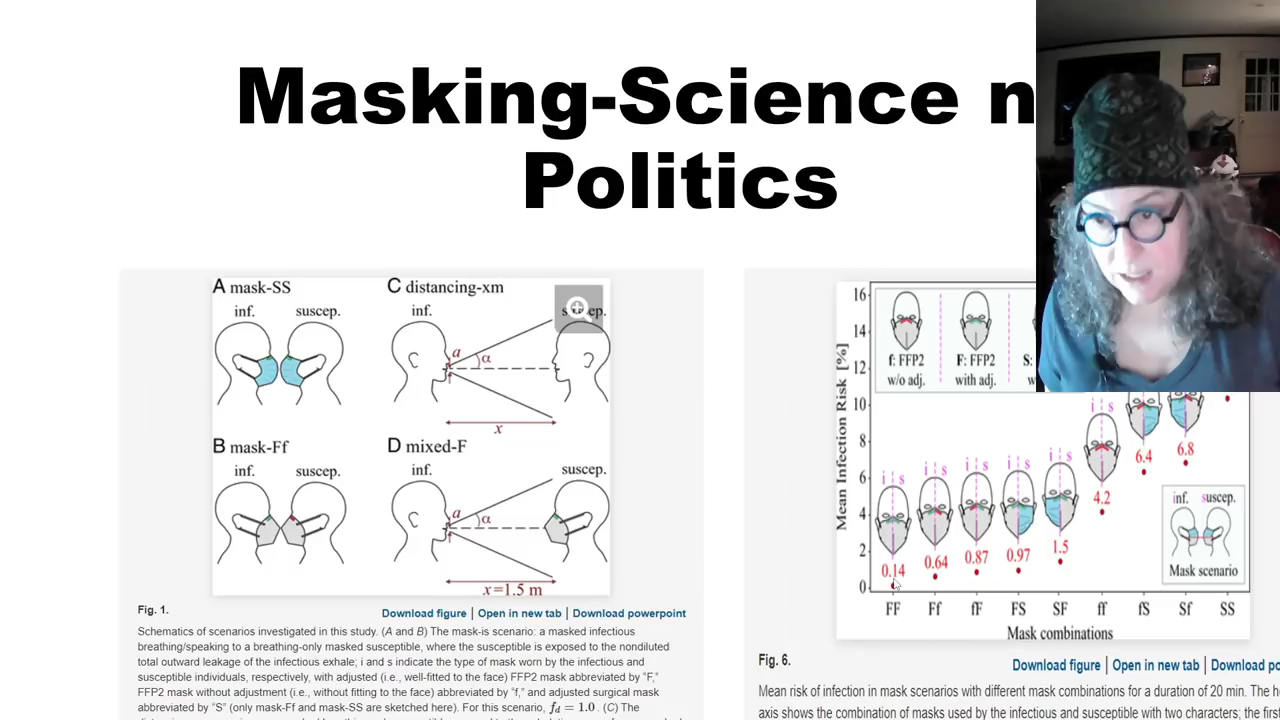 Masking-Science n
Politics
A mask-SS
inf. suscep.
C distancing-xm
inf. suscep.
a
α
x
B mask-Ff
inf. suscep.
D mixed-F
inf. suscep.
a
α
x=1.5 m
Fig. 1.
Download figure | Open in new tab | Download powerpoint
Schematics of scenarios investigated in this study. (A and B) The mask-is scenario: a masked infectious
breathing/speaking to a breathing-only masked susceptible, where the susceptible is exposed to the nondiluted
total outward leakage of the infectious exhale; i and s indicate the type of mask worn by the infectious and
susceptible individuals, respectively, with adjusted (i.e., well-fitted to the face) FFP2 mask abbreviated by “F,”
FFP2 mask without adjustment (i.e., without fitting to the face) abbreviated by “f,” and adjusted surgical mask
abbreviated by “S” (only mask-Ff and mask-SS are sketched here). For this scenario, fd = 1.0. (C) The
Mean Infection Risk [%]
16
14
12
10
8
6
4
2
0
f: FFP2
w/o adj.
F: FFP2
with adj.
S:
w
i s
i s
i s
i s
i s
i s
0.14
0.64
0.87
0.97
1.5
4.2
6.4
6.8
inf. suscep.
Mask scenario
FF Ff fF FS SF ff fS Sf SS
Mask combinations
Fig. 6.
Download figure | Open in new tab | Download po
Mean risk of infection in mask scenarios with different mask combinations for a duration of 20 min. The h
axis shows the combination of masks used by the infectious and susceptible with two characters; the first